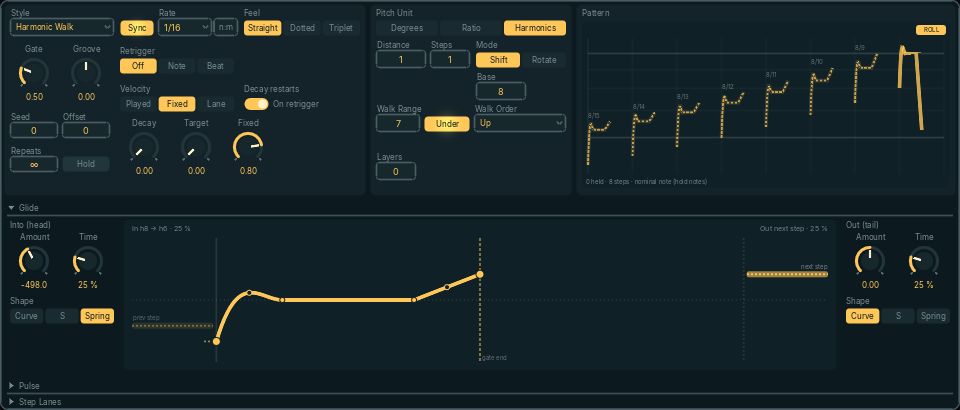 Style
Harmonic Walk
Sync
Rate
1/16
n:m
Feel
Straight
Dotted
Triplet
Gate
0.50
Groove
0.00
Retrigger
Off
Note
Beat
Velocity
Played
Fixed
Lane
Decay restarts
On retrigger
Seed
0
Offset
0
Decay
0.00
Target
0.00
Fixed
0.80
Repeats
∞
Hold
Pitch Unit
Degrees
Ratio
Harmonics
Distance
1
Steps
1
Mode
Shift
Rotate
Base
8
Walk Range
7
Under
Walk Order
Up
Layers
0
Pattern
ROLL
8/15
8/14
8/13
8/12
8/11
8/10
8/9
0 held · 8 steps · nominal note (hold notes)
Glide
Into (head)
Amount
-498.0
Time
25 %
Shape
Curve
S
Spring
In h8 → h6 · 25 %
Out next step · 25 %
prev step
gate end
next step
Out (tail)
Amount
0.00
Time
25 %
Shape
Curve
S
Spring
Pulse
Step Lanes